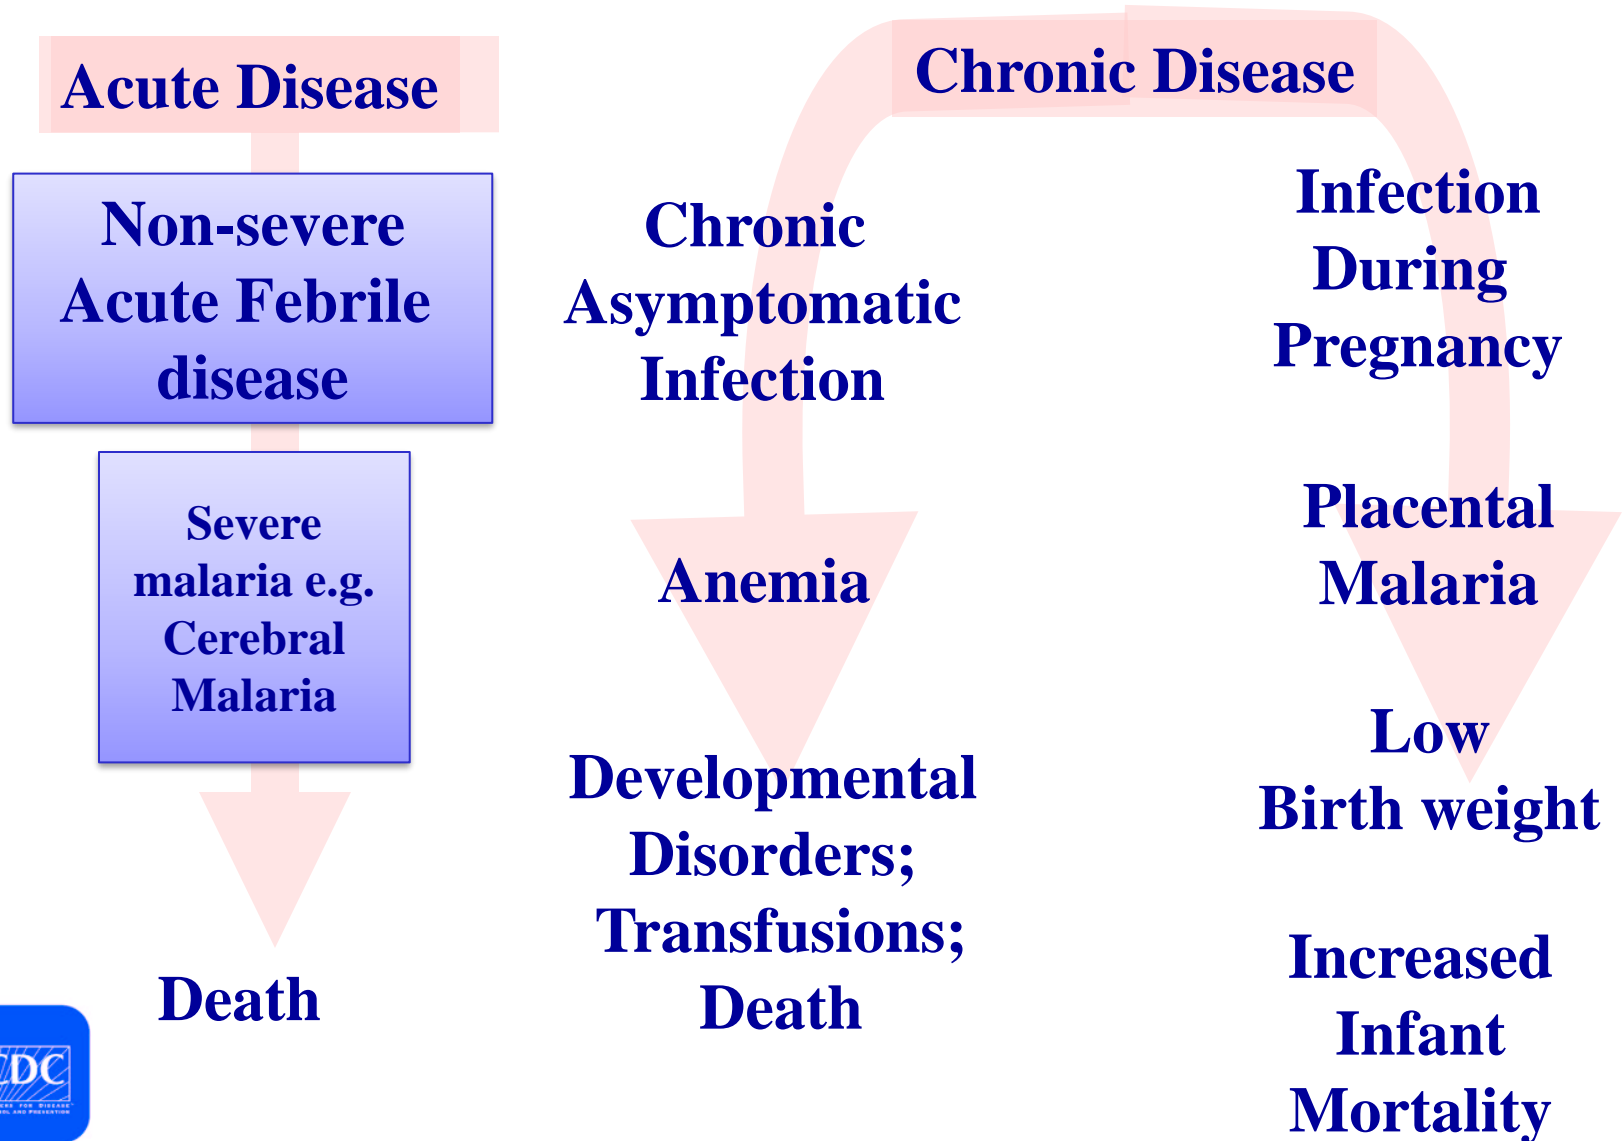 Acute Disease
Non-severe
Acute Febrile
disease
Severe
malaria e.g.
Cerebral
Malaria
Death
Chronic Disease
Chronic
Asymptomatic
Infection
Anemia
Developmental
Disorders;
Transfusions;
Death
Infection
During
Pregnancy
Placental
Malaria
Low
Birth weight
Increased
Infant
Mortality
CDC